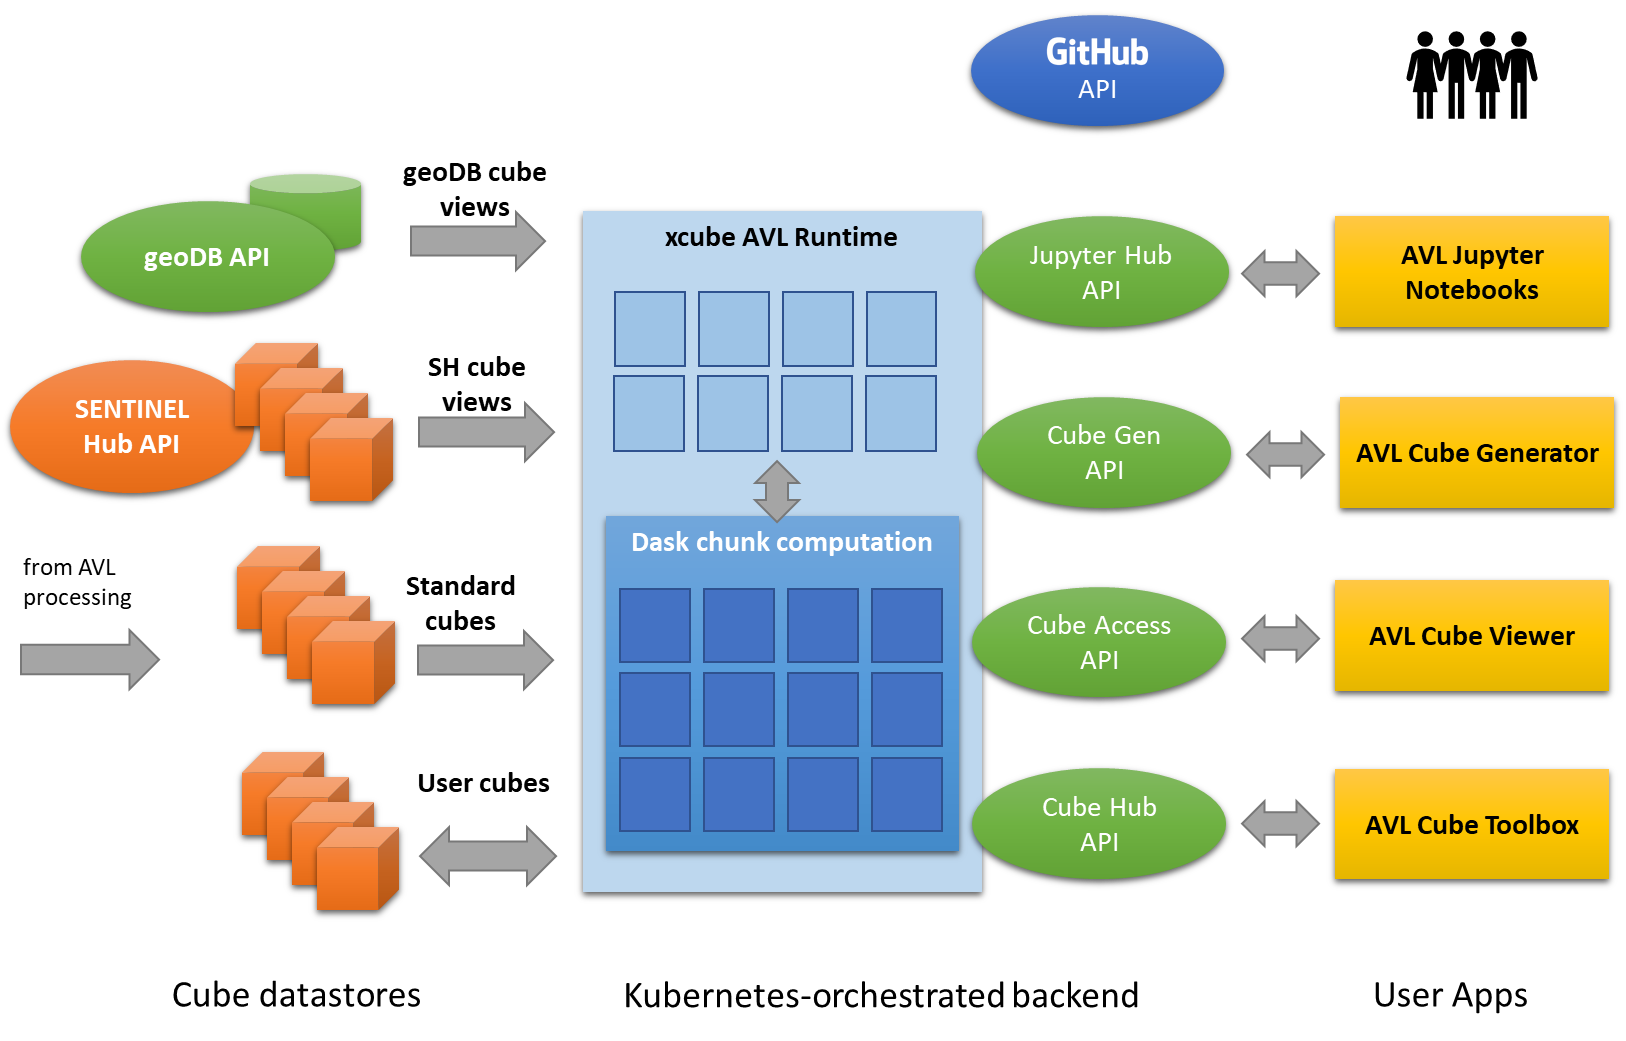 GitHub
API
geoDB cube
views
geoDB API
xcube AVL Runtime
Jupyter Hub
API
AVL Jupyter
Notebooks
SENTINEL
Hub API
SH cube
views
Cube Gen
API
AVL Cube Generator
from AVL
processing
Standard
cubes
Dask chunk computation
Cube Access
API
AVL Cube Viewer
User cubes
Cube Hub
API
AVL Cube Toolbox
Cube datastores
Kubernetes-orchestrated backend
User Apps